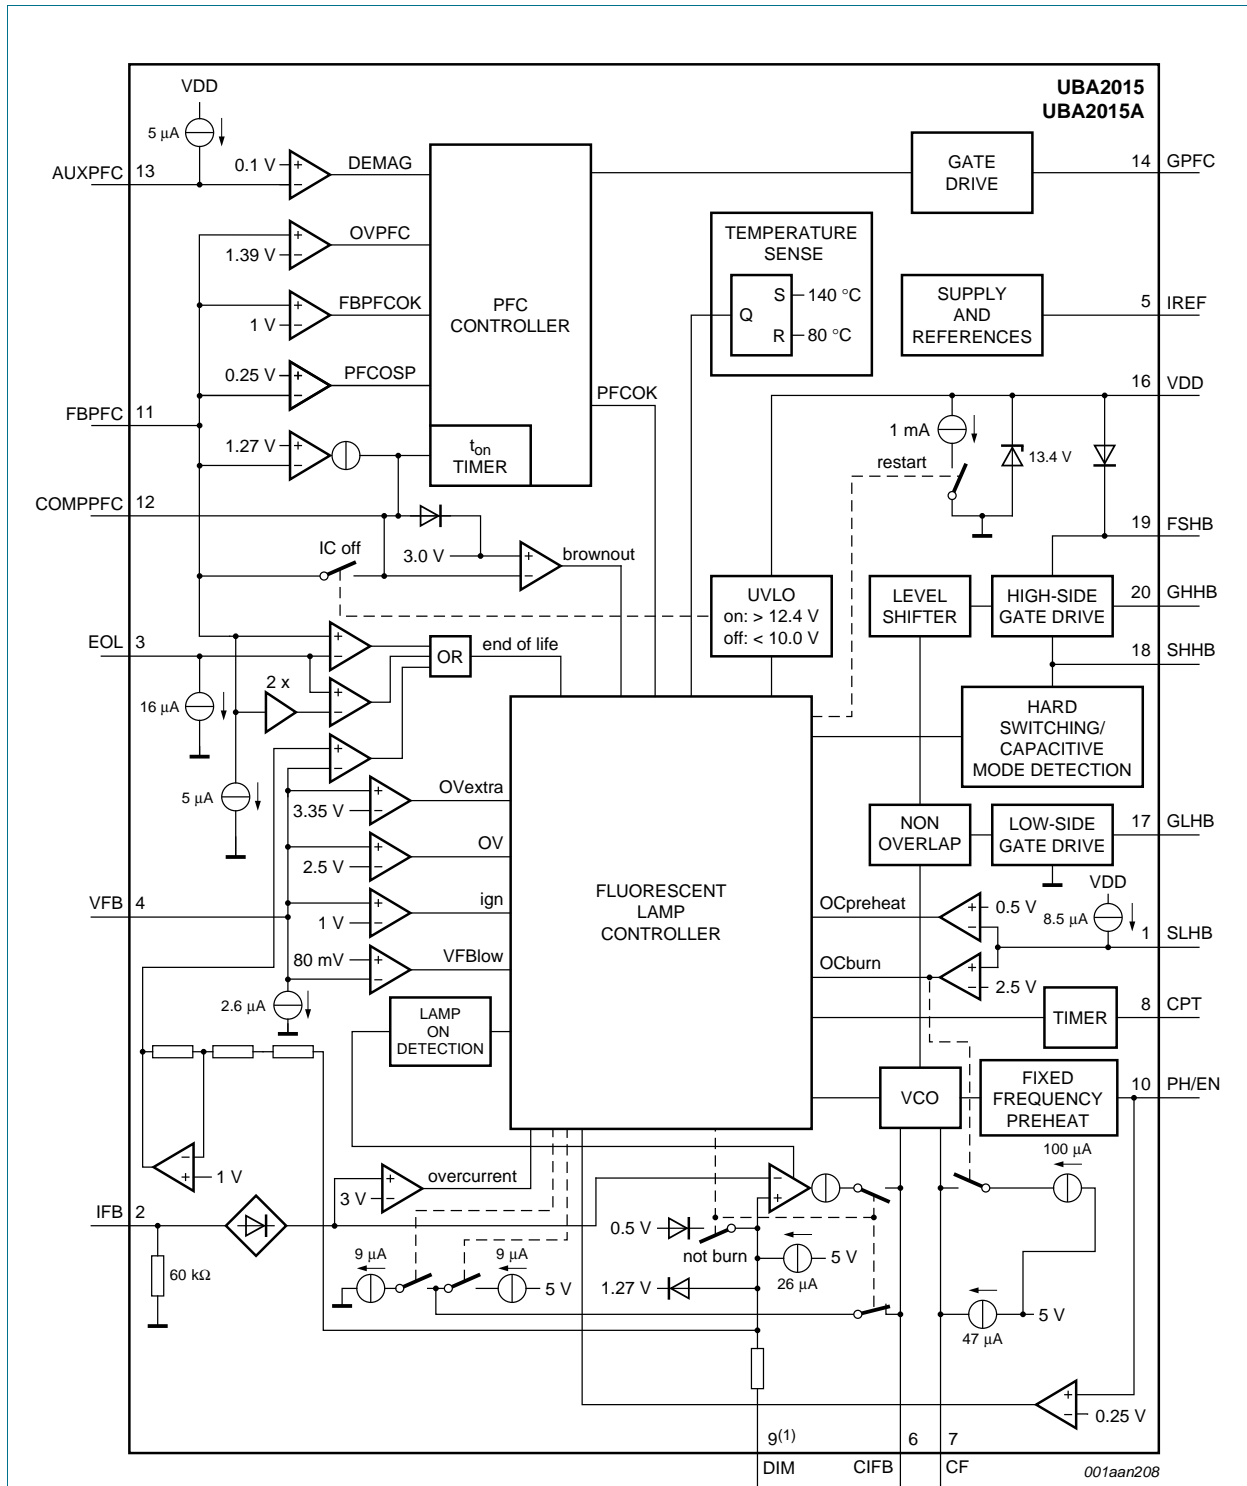 UBA2015
UBA2015A
VDD
5 μA
AUXPFC
13
0.1 V
+
−
DEMAG
GATE
DRIVE
14
GPFC
OVPFC
+
−
1.39 V
TEMPERATURE
SENSE
S
140 °C
Q
R
80 °C
FBPFCOK
+
−
1 V
PFC
CONTROLLER
SUPPLY
AND
REFERENCES
5
IREF
0.25 V
+
−
PFCOSP
PFCOK
16
VDD
FBPFC
11
1.27 V
+
−
ton
TIMER
1 mA
restart
13.4 V
COMPPFC
12
19
FSHB
IC off
3.0 V
+
−
brownout
UVLO
on: > 12.4 V
off: < 10.0 V
LEVEL
SHIFTER
HIGH-SIDE
GATE DRIVE
20
GHHB
EOL
3
+
−
OR
end of life
18
SHHB
2 x
16 μA
+
−
HARD
SWITCHING/
CAPACITIVE
MODE DETECTION
+
−
5 μA
+
−
OVextra
3.35 V
NON
OVERLAP
LOW-SIDE
GATE DRIVE
17
GLHB
+
−
OV
2.5 V
FLUORESCENT
LAMP
CONTROLLER
VDD
8.5 μA
VFB
4
+
−
ign
1 V
OCpreheat
+
−
0.5 V
1
SLHB
80 mV
+
−
VFBlow
OCburn
+
−
2.5 V
2.6 μA
LAMP
ON
DETECTION
TIMER
8
CPT
VCO
FIXED
FREQUENCY
PREHEAT
10
PH/EN
−
+
1 V
+
−
overcurrent
3 V
−
+
100 μA
IFB
2
60 kΩ
0.5 V
not burn
5 V
26 μA
9 μA
9 μA
5 V
1.27 V
5 V
47 μA
+
−
0.25 V
9(1)
6
7
DIM
CIFB
CF
001aan208